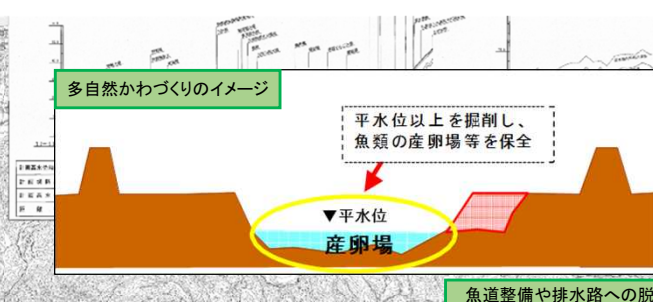 多自然かわづくりのイメージ
平水位以上を掘削し、
魚類の産卵場等を保全
▼平水位
産卵場
魚道整備や排水路への脱